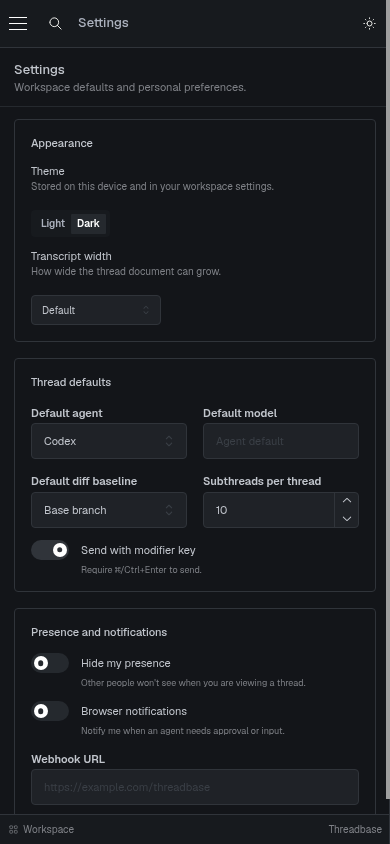 Settings
Settings
Workspace defaults and personal preferences.
Appearance
Theme
Stored on this device and in your workspace settings.
Light Dark
Transcript width
How wide the thread document can grow.
Default
Thread defaults
Default agent Default model
Codex Agent default
Default diff baseline Subthreads per thread
Base branch 10
Send with modifier key
Require ⌘/Ctrl+Enter to send.
Presence and notifications
Hide my presence
Other people won't see when you are viewing a thread.
Browser notifications
Notify me when an agent needs approval or input.
Webhook URL
https://example.com/threadbase
Workspace Threadbase